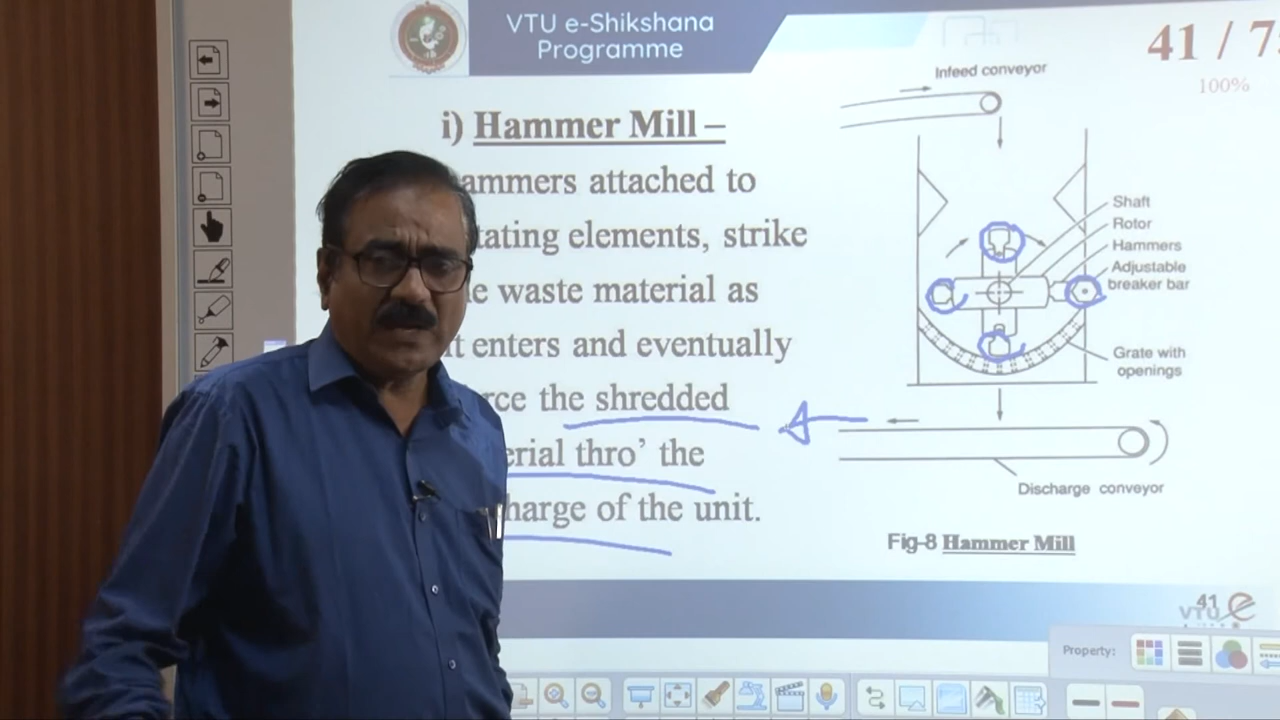 VTU e-Shikshana
Programme
41 / 7
100%
i) Hammer Mill –
ammers attached to
tating elements, strike
e waste material as
it enters and eventually
rce the shredded
erial thro’ the
harge of the unit.
Infeed conveyor
Shaft
Rotor
Hammers
Adjustable
breaker bar
Grate with
openings
Discharge conveyor
Fig-8 Hammer Mill
41
VTU e
Property: